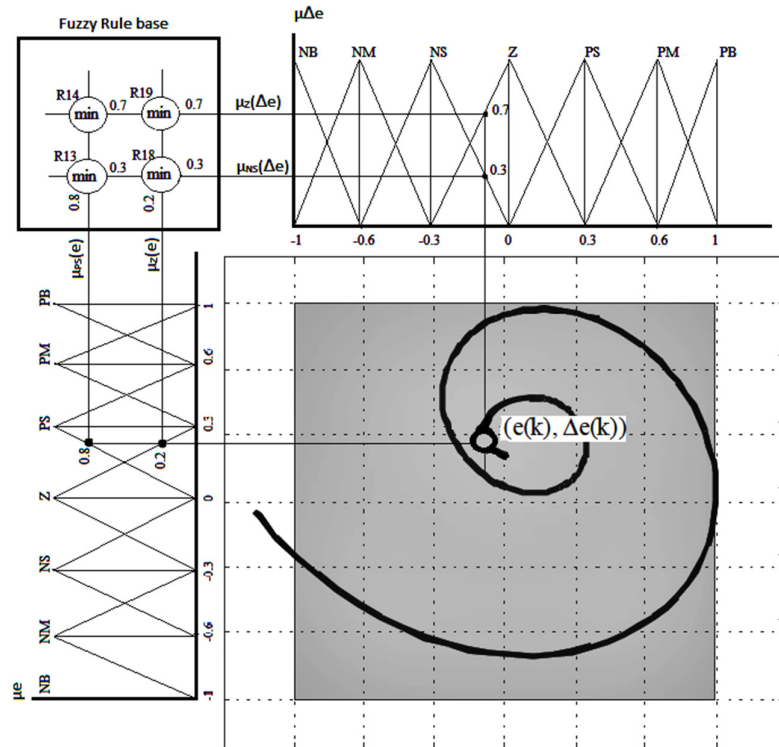 Fuzzy Rule base
μΔe
NB NM NS Z PS PM PB
R14 R19
min 0.7 min 0.7
μZ(Δe)
0.7
R13 R18
min 0.3 min 0.3
μNS(Δe)
0.3
0.8 0.2
-1 -0.6 -0.3 0 0.3 0.6 1
μPS(e) μZ(e)
PB 1
PM 0.6
PS 0.3
0.8 0.2
(e(k), Δe(k))
Z 0
NS -0.3
NM -0.6
NB -1
μe